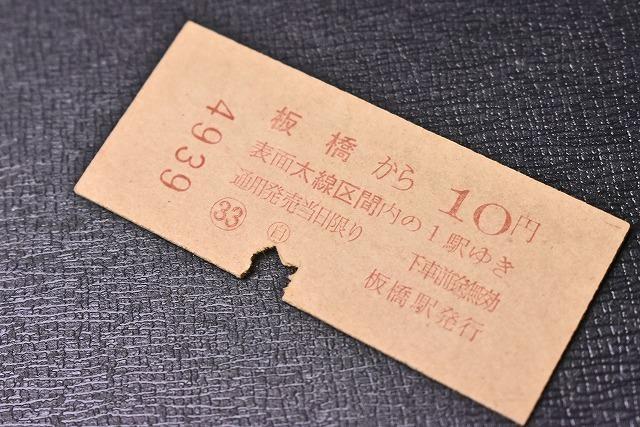 4939
板橋から10円
表面太線区間内の1駅ゆき
通用発売当日限り
下車前途無効
㉝ 自
板橋駅発行